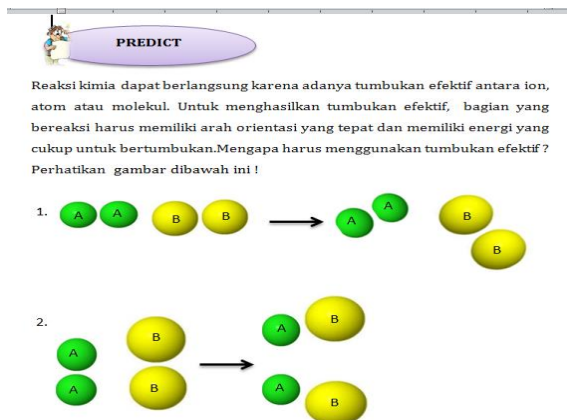 PREDICT
Reaksi kimia dapat berlangsung karena adanya tumbukan efektif antara ion,
atom atau molekul. Untuk menghasilkan tumbukan efektif, bagian yang
bereaksi harus memiliki arah orientasi yang tepat dan memiliki energi yang
cukup untuk bertumbukan.Mengapa harus menggunakan tumbukan efektif ?
Perhatikan gambar dibawah ini !
1. A A B B A A B B
2. A A B B A B A B